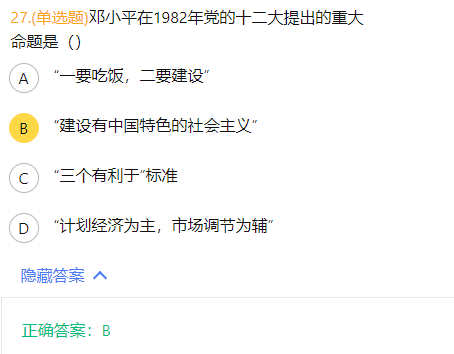 27.(单选题)邓小平在1982年党的十二大提出的重大
命题是（）
A “一要吃饭，二要建设”
B “建设有中国特色的社会主义”
C “三个有利于”标准
D “计划经济为主，市场调节为辅”
隐藏答案
正确答案：B